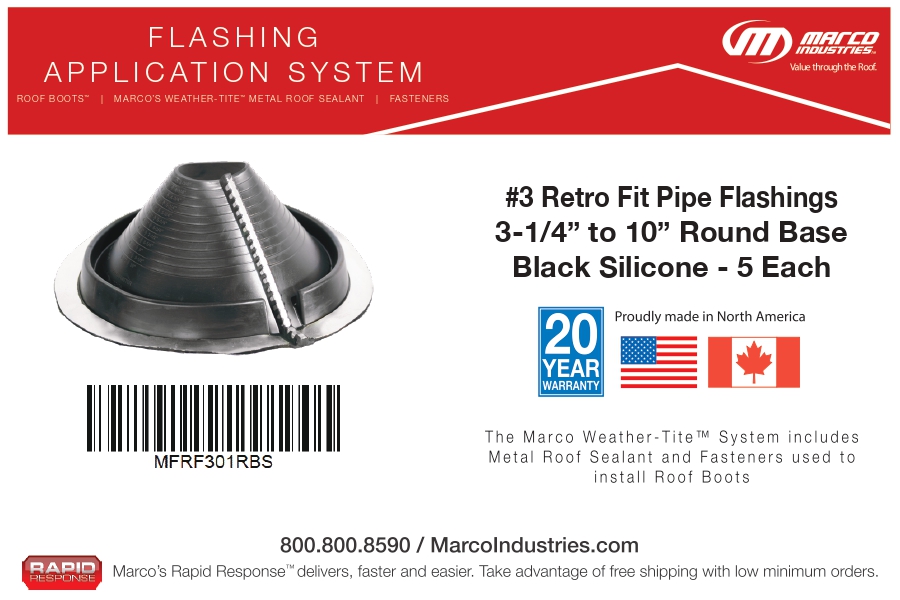 FLASHING
APPLICATION SYSTEM
ROOF BOOTS™ | MARCO'S WEATHER-TITE™ METAL ROOF SEALANT | FASTENERS
MARCO
INDUSTRIES™
Value through the Roof.
#3 Retro Fit Pipe Flashings
3-1/4” to 10” Round Base
Black Silicone - 5 Each
20
YEAR
WARRANTY
Proudly made in North America
MFRF301RBS
The Marco Weather-Tite™ System includes
Metal Roof Sealant and Fasteners used to
install Roof Boots
800.800.8590 / MarcoIndustries.com
RAPID
RESPONSE
Marco’s Rapid Response™ delivers, faster and easier. Take advantage of free shipping with low minimum orders.